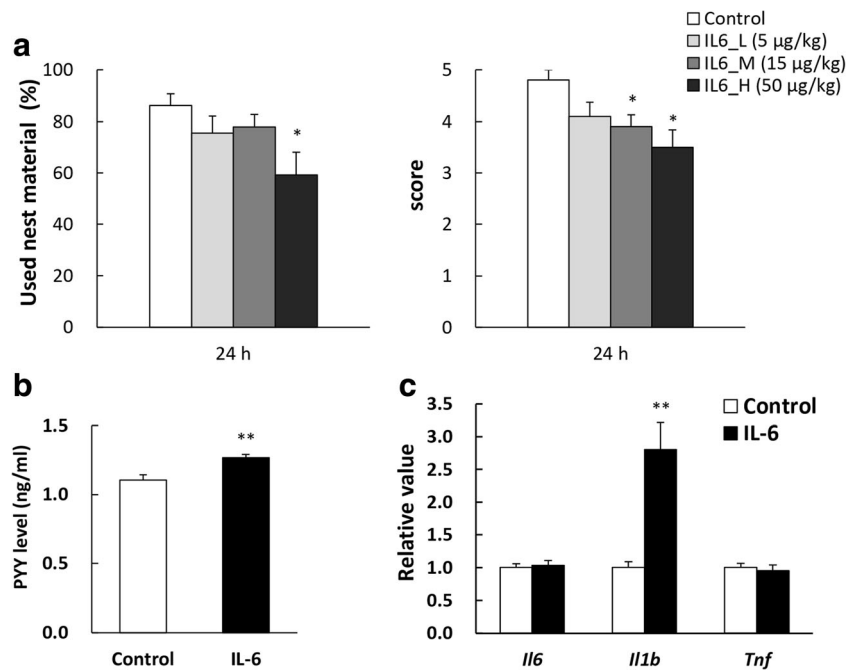 a
Control
IL6_L (5 µg/kg)
IL6_M (15 µg/kg)
IL6_H (50 µg/kg)
Used nest material (%)
100
80
60
40
20
0
*
24 h
score
5
4
3
2
1
0
*
*
24 h
b
PYY level (ng/ml)
1.5
1.0
0.5
0.0
**
Control
IL-6
c
Control
IL-6
Relative value
3.5
3.0
2.5
2.0
1.5
1.0
0.5
0.0
**
Il6
Il1b
Tnf